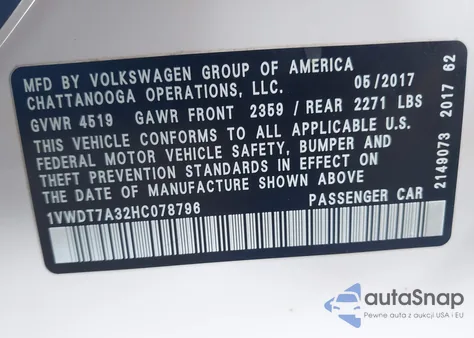 MFD BY VOLKSWAGEN GROUP OF AMERICA
CHATTANOOGA OPERATIONS, LLC. 05/2017
GVWR 4519 GAWR FRONT 2359 / REAR 2271 LBS
THIS VEHICLE CONFORMS TO ALL APPLICABLE U.S.
FEDERAL MOTOR VEHICLE SAFETY, BUMPER AND
THEFT PREVENTION STANDARDS IN EFFECT ON
THE DATE OF MANUFACTURE SHOWN ABOVE.
1VWDT7A32HC078796 PASSENGER CAR
2149073 2017 62
autoSnap
Pewne auta z aukcji USA i EU